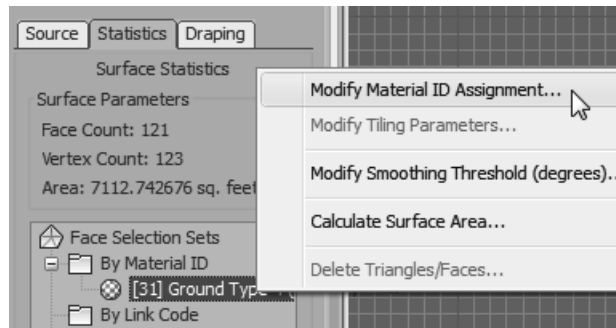 Source Statistics Draping
Surface Statistics
Surface Parameters
Face Count: 121
Vertex Count: 123
Area: 7112.742676 sq. feet
Face Selection Sets
By Material ID
[31] Ground Type
By Link Code
Modify Material ID Assignment...
Modify Tiling Parameters...
Modify Smoothing Threshold (degrees)..
Calculate Surface Area...
Delete Triangles/Faces...